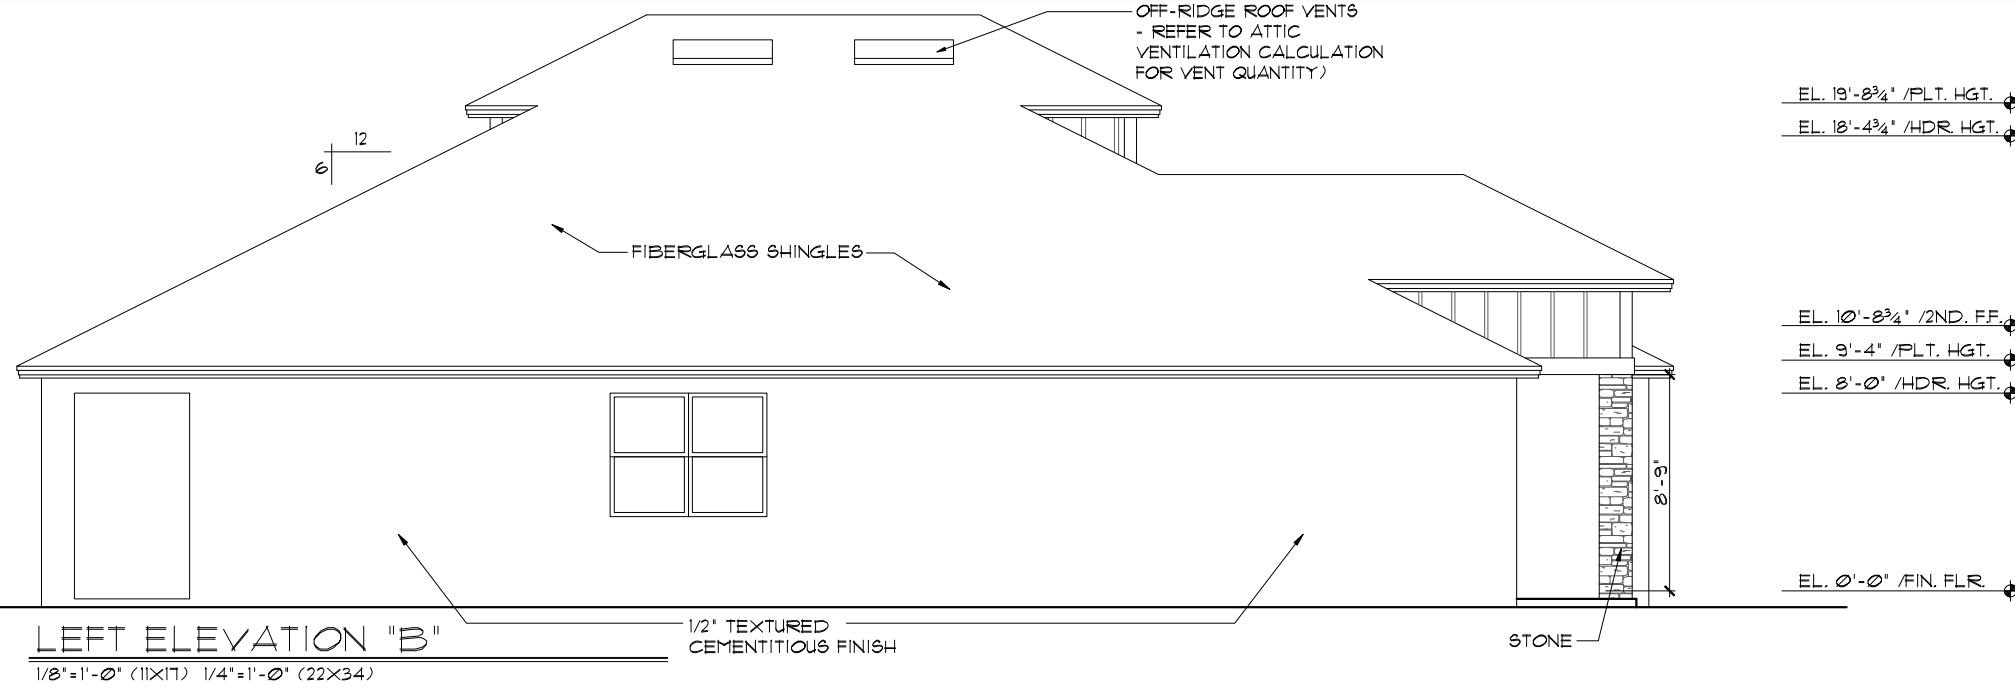 OFF-RIDGE ROOF VENTS
- REFER TO ATTIC
VENTILATION CALCULATION
FOR VENT QUANTITY)
EL. 19'-8¾" /PLT. HGT.
EL. 18'-4¾" /HDR. HGT.
12
6
FIBERGLASS SHINGLES
EL. 10'-8¾" /2ND. F.F.
EL. 9'-4" /PLT. HGT.
EL. 8'-0" /HDR. HGT.
8'-9"
EL. 0'-0" /FIN. FLR.
1/2" TEXTURED
CEMENTITIOUS FINISH
STONE
LEFT ELEVATION "B"
1/8"=1'-0" (11X17) 1/4"=1'-0" (22X34)